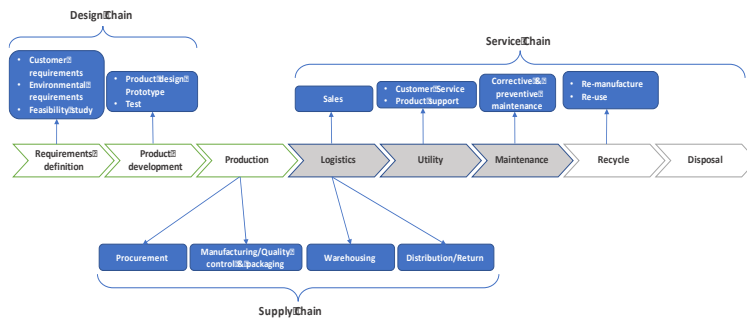 Design Chain
Service Chain
• Customer
requirements
• Environmental
requirements
• Feasibility study
• Product design
Prototype
• Test
Sales
• Customer Service
• Product support
Corrective &
preventive
maintenance
• Re-manufacture
• Re-use
Requirements
definition
Product
development
Production
Logistics
Utility
Maintenance
Recycle
Disposal
Procurement
Manufacturing/Quality
control & packaging
Warehousing
Distribution/Return
Supply Chain